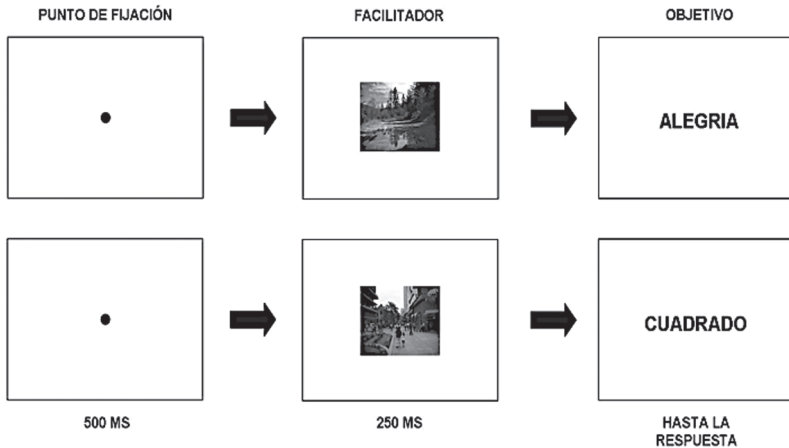 PUNTO DE FIJACIÓN
FACILITADOR
OBJETIVO
ALEGRIA
CUADRADO
500 MS
250 MS
HASTA LA
RESPUESTA